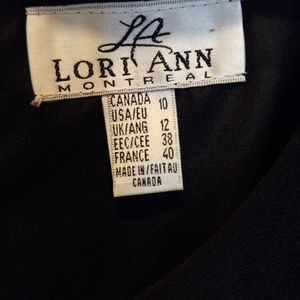 LA
LORI ANN
MONTREAL
CANADA 10
USA/EU
UK/ANG 12
EEC/CEE 38
FRANCE 40
MADE IN/FAIT AU
CANADA